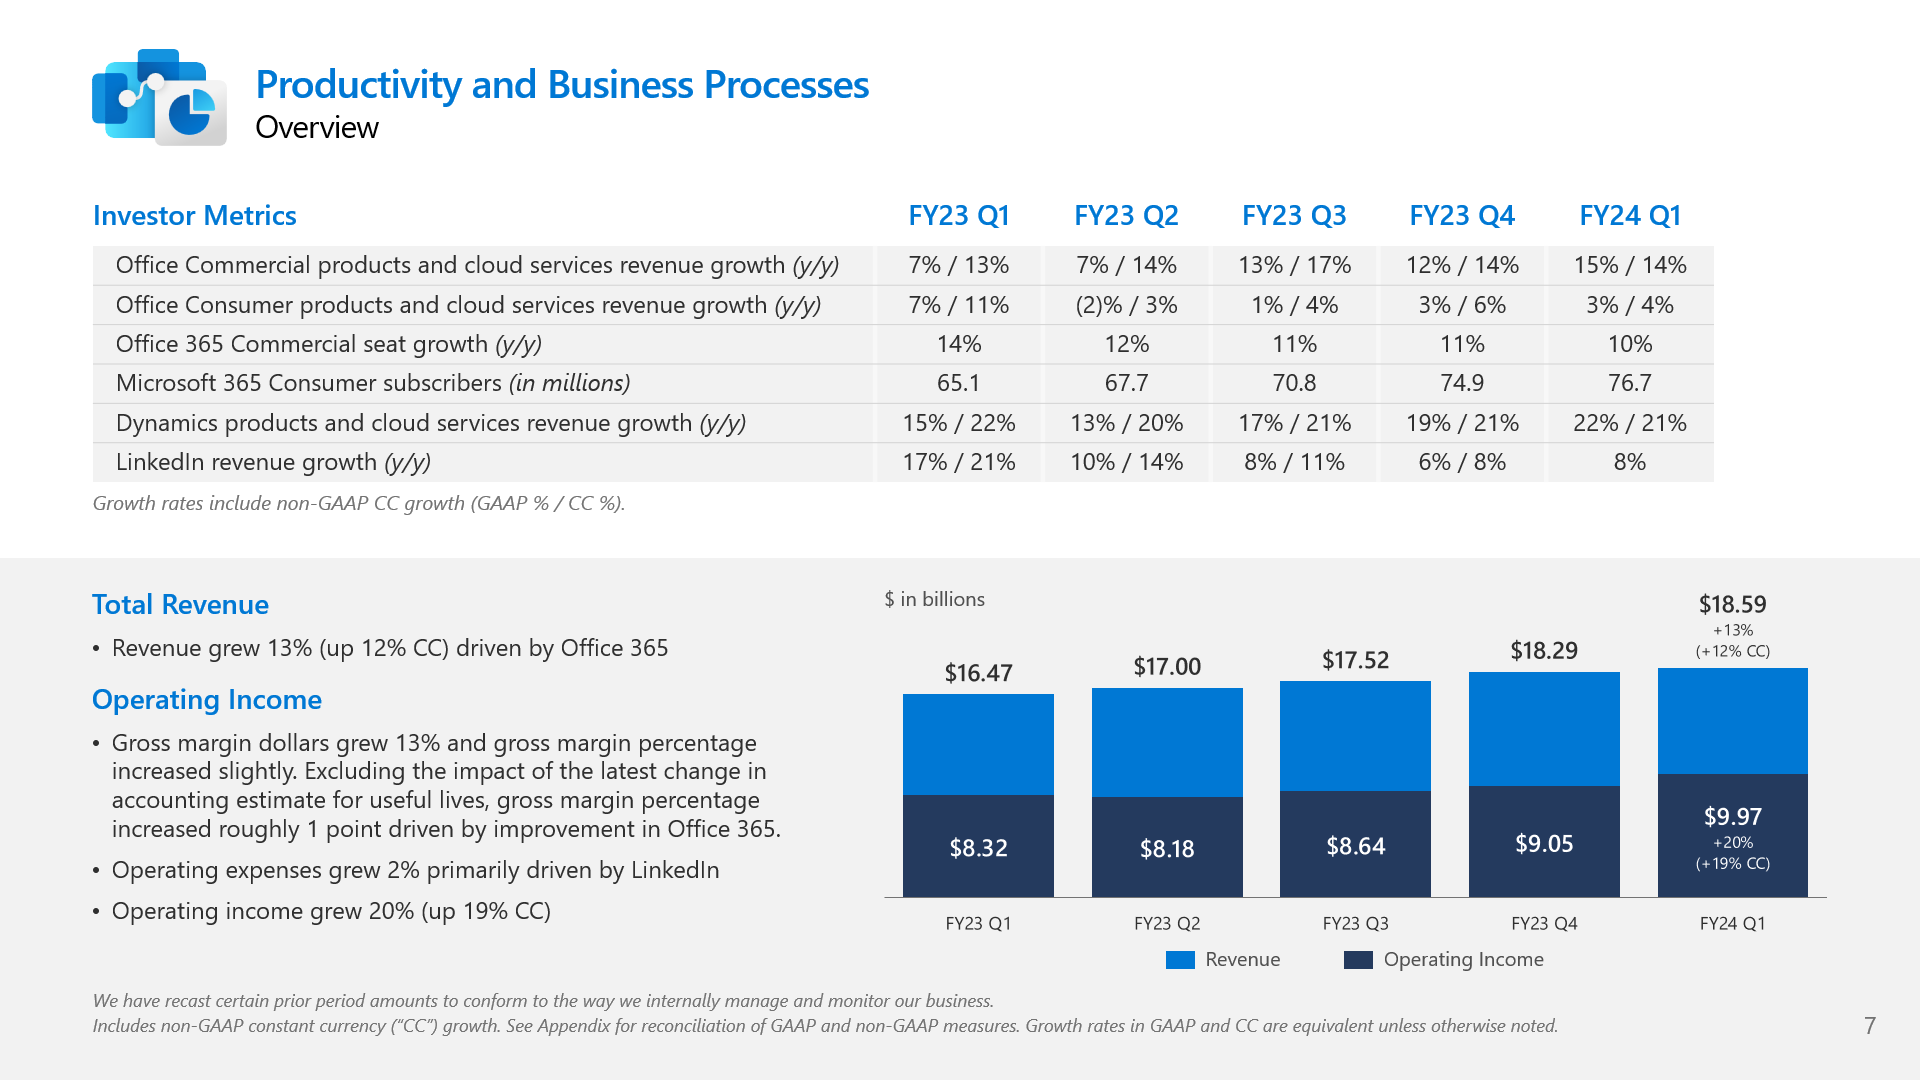 Productivity and Business Processes
Overview
Investor Metrics FY23 Q1 FY23 Q2 FY23 Q3 FY23 Q4 FY24 Q1
Office Commercial products and cloud services revenue growth (y/y) 7% / 13% 7% / 14% 13% / 17% 12% / 14% 15% / 14%
Office Consumer products and cloud services revenue growth (y/y) 7% / 11% (2)% / 3% 1% / 4% 3% / 6% 3% / 4%
Office 365 Commercial seat growth (y/y) 14% 12% 11% 11% 10%
Microsoft 365 Consumer subscribers (in millions) 65.1 67.7 70.8 74.9 76.7
Dynamics products and cloud services revenue growth (y/y) 15% / 22% 13% / 20% 17% / 21% 19% / 21% 22% / 21%
LinkedIn revenue growth (y/y) 17% / 21% 10% / 14% 8% / 11% 6% / 8% 8%
Growth rates include non-GAAP CC growth (GAAP % / CC %).
Total Revenue
• Revenue grew 13% (up 12% CC) driven by Office 365
Operating Income
• Gross margin dollars grew 13% and gross margin percentage
increased slightly. Excluding the impact of the latest change in
accounting estimate for useful lives, gross margin percentage
increased roughly 1 point driven by improvement in Office 365.
• Operating expenses grew 2% primarily driven by LinkedIn
• Operating income grew 20% (up 19% CC)
$ in billions
$16.47 $17.00 $17.52 $18.29 $18.59
+13%
(+12% CC)
$8.32 $8.18 $8.64 $9.05 $9.97
+20%
(+19% CC)
FY23 Q1 FY23 Q2 FY23 Q3 FY23 Q4 FY24 Q1
Revenue Operating Income
We have recast certain prior period amounts to conform to the way we internally manage and monitor our business.
Includes non-GAAP constant currency (“CC”) growth. See Appendix for reconciliation of GAAP and non-GAAP measures. Growth rates in GAAP and CC are equivalent unless otherwise noted.
7